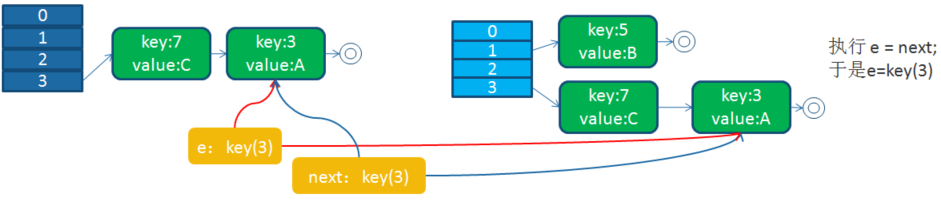 0
1
2
3
key:7
value:C
key:3
value:A
e：key(3)
next：key(3)
0
1
2
3
key:5
value:B
key:7
value:C
key:3
value:A
执行 e = next;
于是e=key(3)